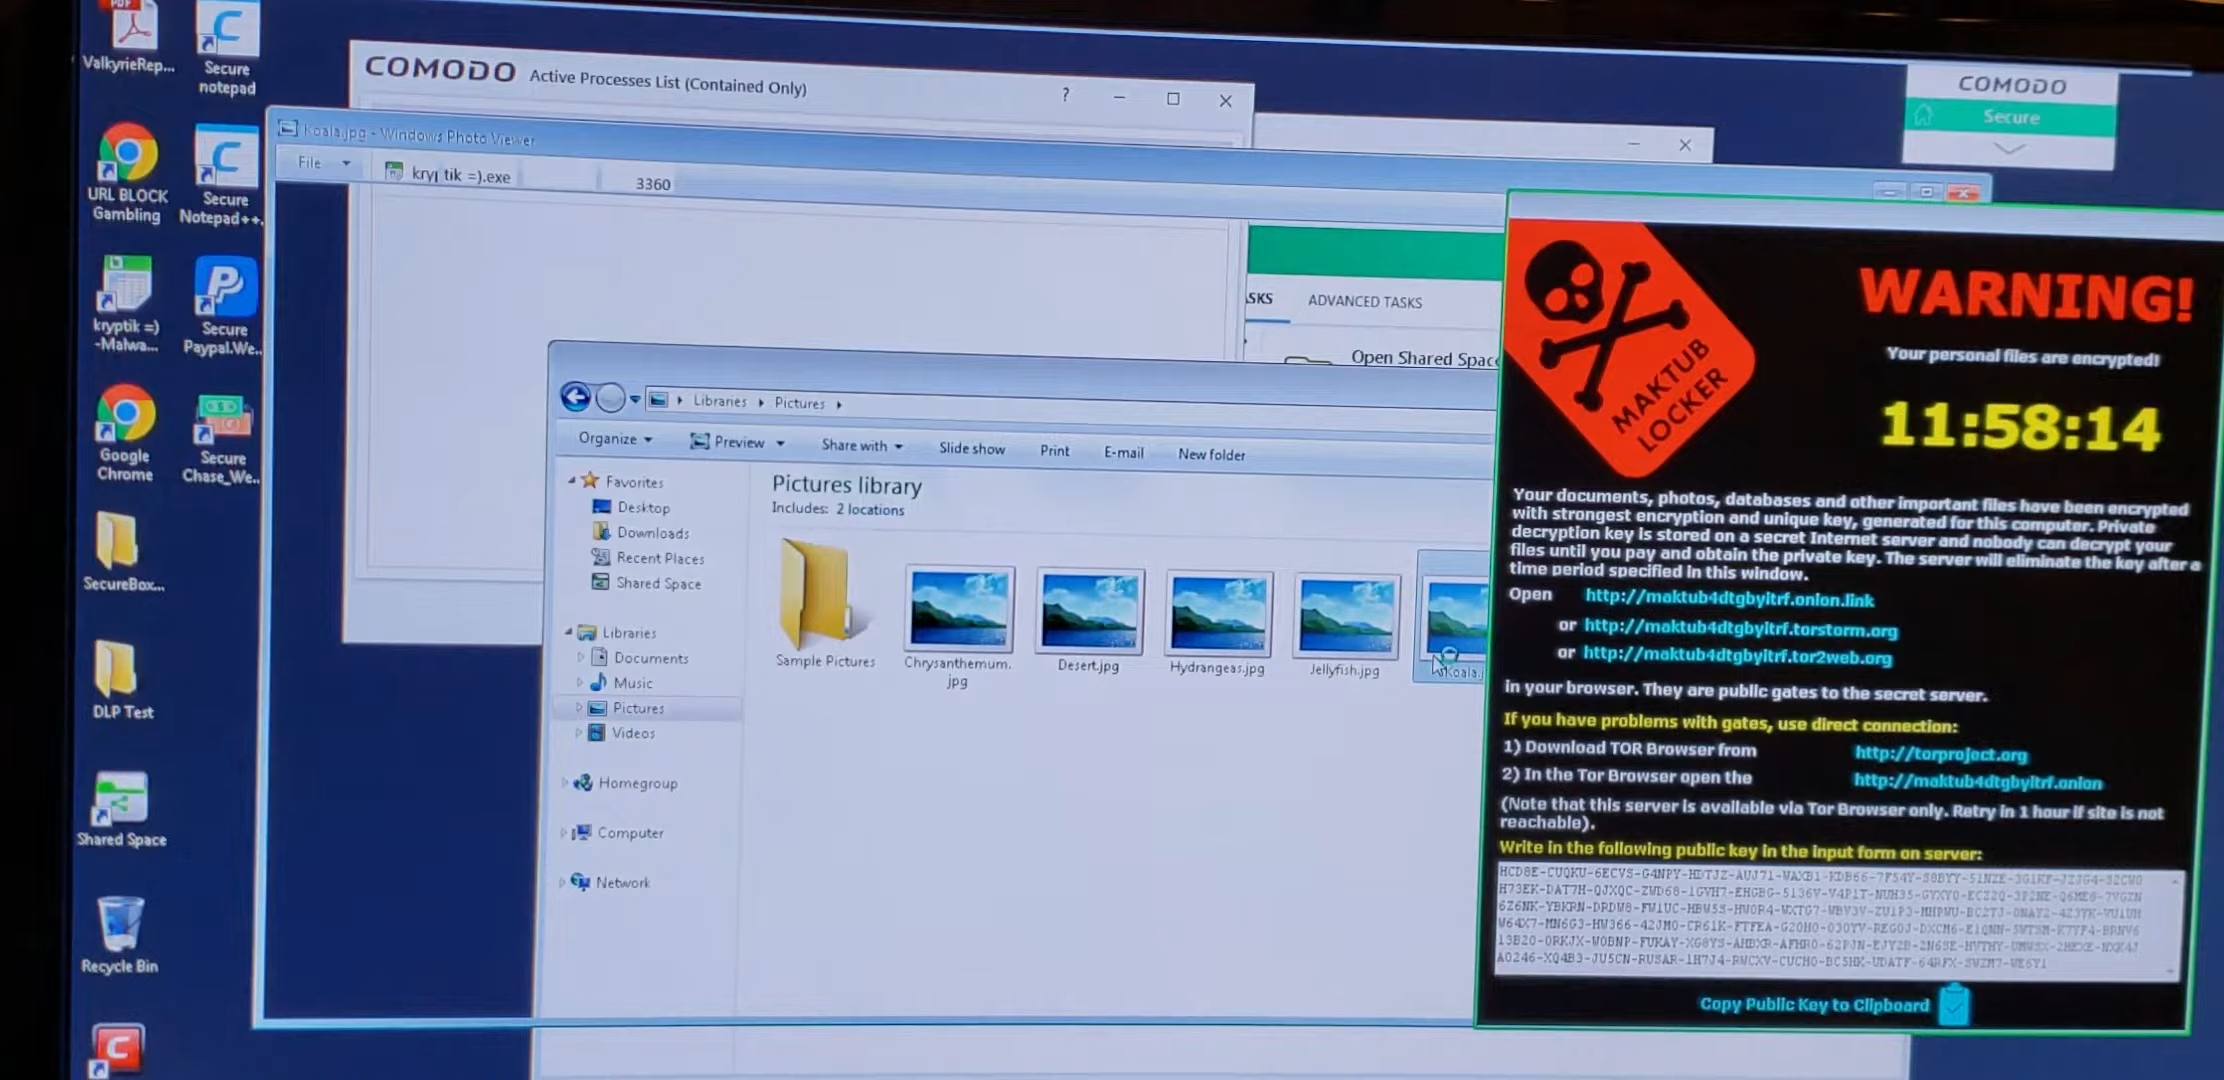 ValkyrieRep...
Secure
notepad
URL BLOCK
Gambling
Secure
Notepad++.
kryptik =)
-Malwa...
Secure
Paypal.We..
Google
Chrome
Secure
Chase_We..
SecureBox...
DLP Test
Shared Space
Recycle Bin
COMODO Active Processes List (Contained Only)
Koala.jpg - Windows Photo Viewer
File
kry tik =).exe 3360
COMODO
Secure
SKS ADVANCED TASKS
Open Shared Space
Libraries Pictures
Organize Preview Share with Slide show Print E-mail New folder
Favorites
Desktop
Downloads
Recent Places
Shared Space
Libraries
Documents
Music
Pictures
Videos
Homegroup
Computer
Network
Pictures library
Includes: 2 locations
Sample Pictures
Chrysanthemum.
jpg
Desert.jpg
Hydrangeas.jpg
Jellyfish.jpg
Koala.j
MAKTUB
LOCKER
WARNING!
Your personal files are encrypted!
11:58:14
Your documents, photos, databases and other important files have been encrypted
with strongest encryption and unique key, generated for this computer. Private
decryption key is stored on a secret Internet server and nobody can decrypt your
files until you pay and obtain the private key. The server will eliminate the key after a
time period specified in this window.
Open http://maktub4dtgbyltrf.onion.link
or http://maktub4dtgbyltrf.torstorm.org
or http://maktub4dtgbyltrf.tor2web.org
in your browser. They are public gates to the secret server.
If you have problems with gates, use direct connection:
1) Download TOR Browser from http://torproject.org
2) In the Tor Browser open the http://maktub4dtgbyltrf.onion
(Note that this server is available via Tor Browser only. Retry in 1 hour if site is not
reachable).
Write in the following public key in the input form on server:
Copy Public Key to Clipboard